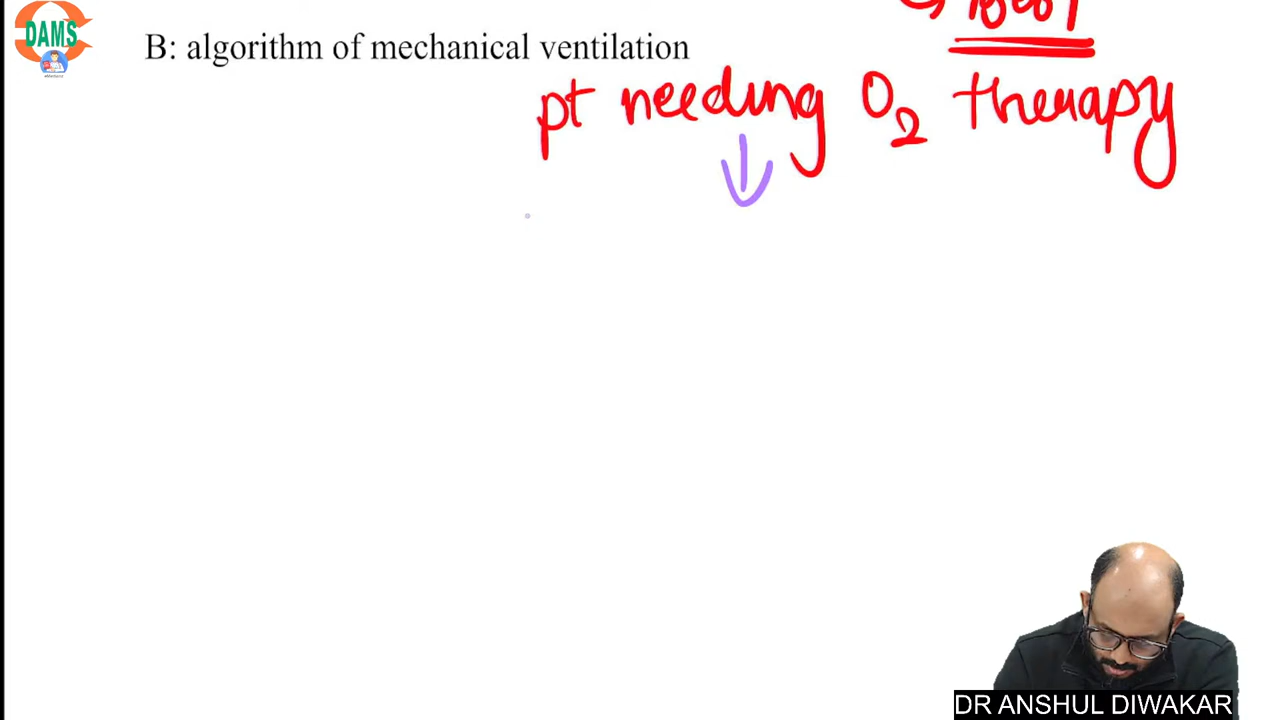 DAMS
B: algorithm of mechanical ventilation
pt needing O2 therapy
DR ANSHUL DIWAKAR